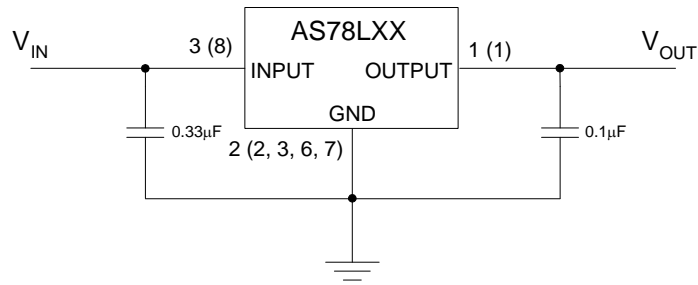 AS78LXX
V_IN
3 (8)
1 (1)
V_OUT
INPUT
OUTPUT
GND
0.33μF
0.1μF
2 (2, 3, 6, 7)